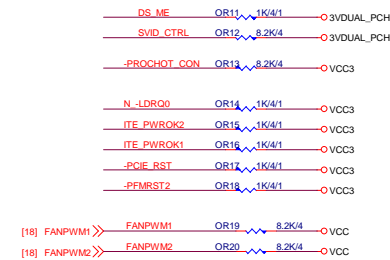 DS_ME OR11 1K/4/1 3VDUAL_PCH
SVID_CTRL OR12 8.2K/4 3VDUAL_PCH
-PROCHOT_CON OR13 8.2K/4 VCC3
N_-LDRQ0 OR14 1K/4/1 VCC3
ITE_PWROK2 OR15 1K/4/1 VCC3
ITE_PWROK1 OR16 1K/4/1 VCC3
-PCIE_RST OR17 1K/4/1 VCC3
-PFMRST2 OR18 1K/4/1 VCC3
[18] FANPWM1 FANPWM1 OR19 8.2K/4 VCC
[18] FANPWM2 FANPWM2 OR20 8.2K/4 VCC